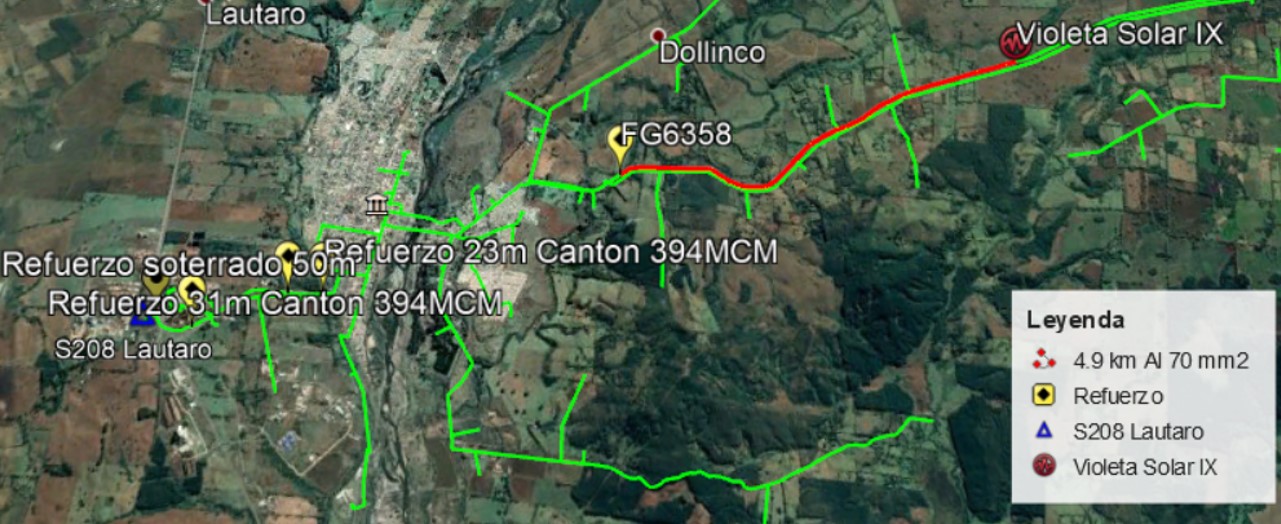 Lautaro
Dollinco
Violeta Solar IX
FG6358
Refuerzo 23m Canton 394MCM
Refuerzo soterrado 50m
Refuerzo 31m Canton 394MCM
S208 Lautaro
Leyenda
4.9 km Al 70 mm2
Refuerzo
S208 Lautaro
Violeta Solar IX